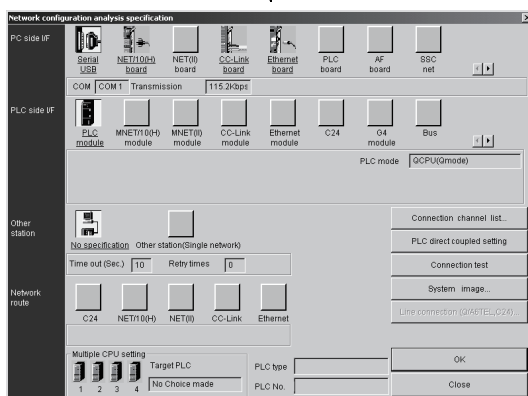 Network configuration analysis specification
PC side I/F
Serial USB
NET/10(H) board
NET(II) board
CC-Link board
Ethernet board
PLC board
AF board
SSC net
COM COM 1 Transmission 115.2Kbps
PLC side I/F
PLC module
MNET/10(H) module
MNET(II) module
CC-Link module
Ethernet module
C24
G4 module
Bus
PLC mode QCPU(Qmode)
Other station
No specification
Other station(Single network)
Time out (Sec.) 10 Retry times 0
Connection channel list...
PLC direct coupled setting
Connection test
System image...
Line connection (Q/A6TEL,C24)...
Network route
C24
NET/10(H)
NET(II)
CC-Link
Ethernet
Multiple CPU setting
1 2 3 4
Target PLC
No Choice made
PLC type
PLC No.
OK
Close